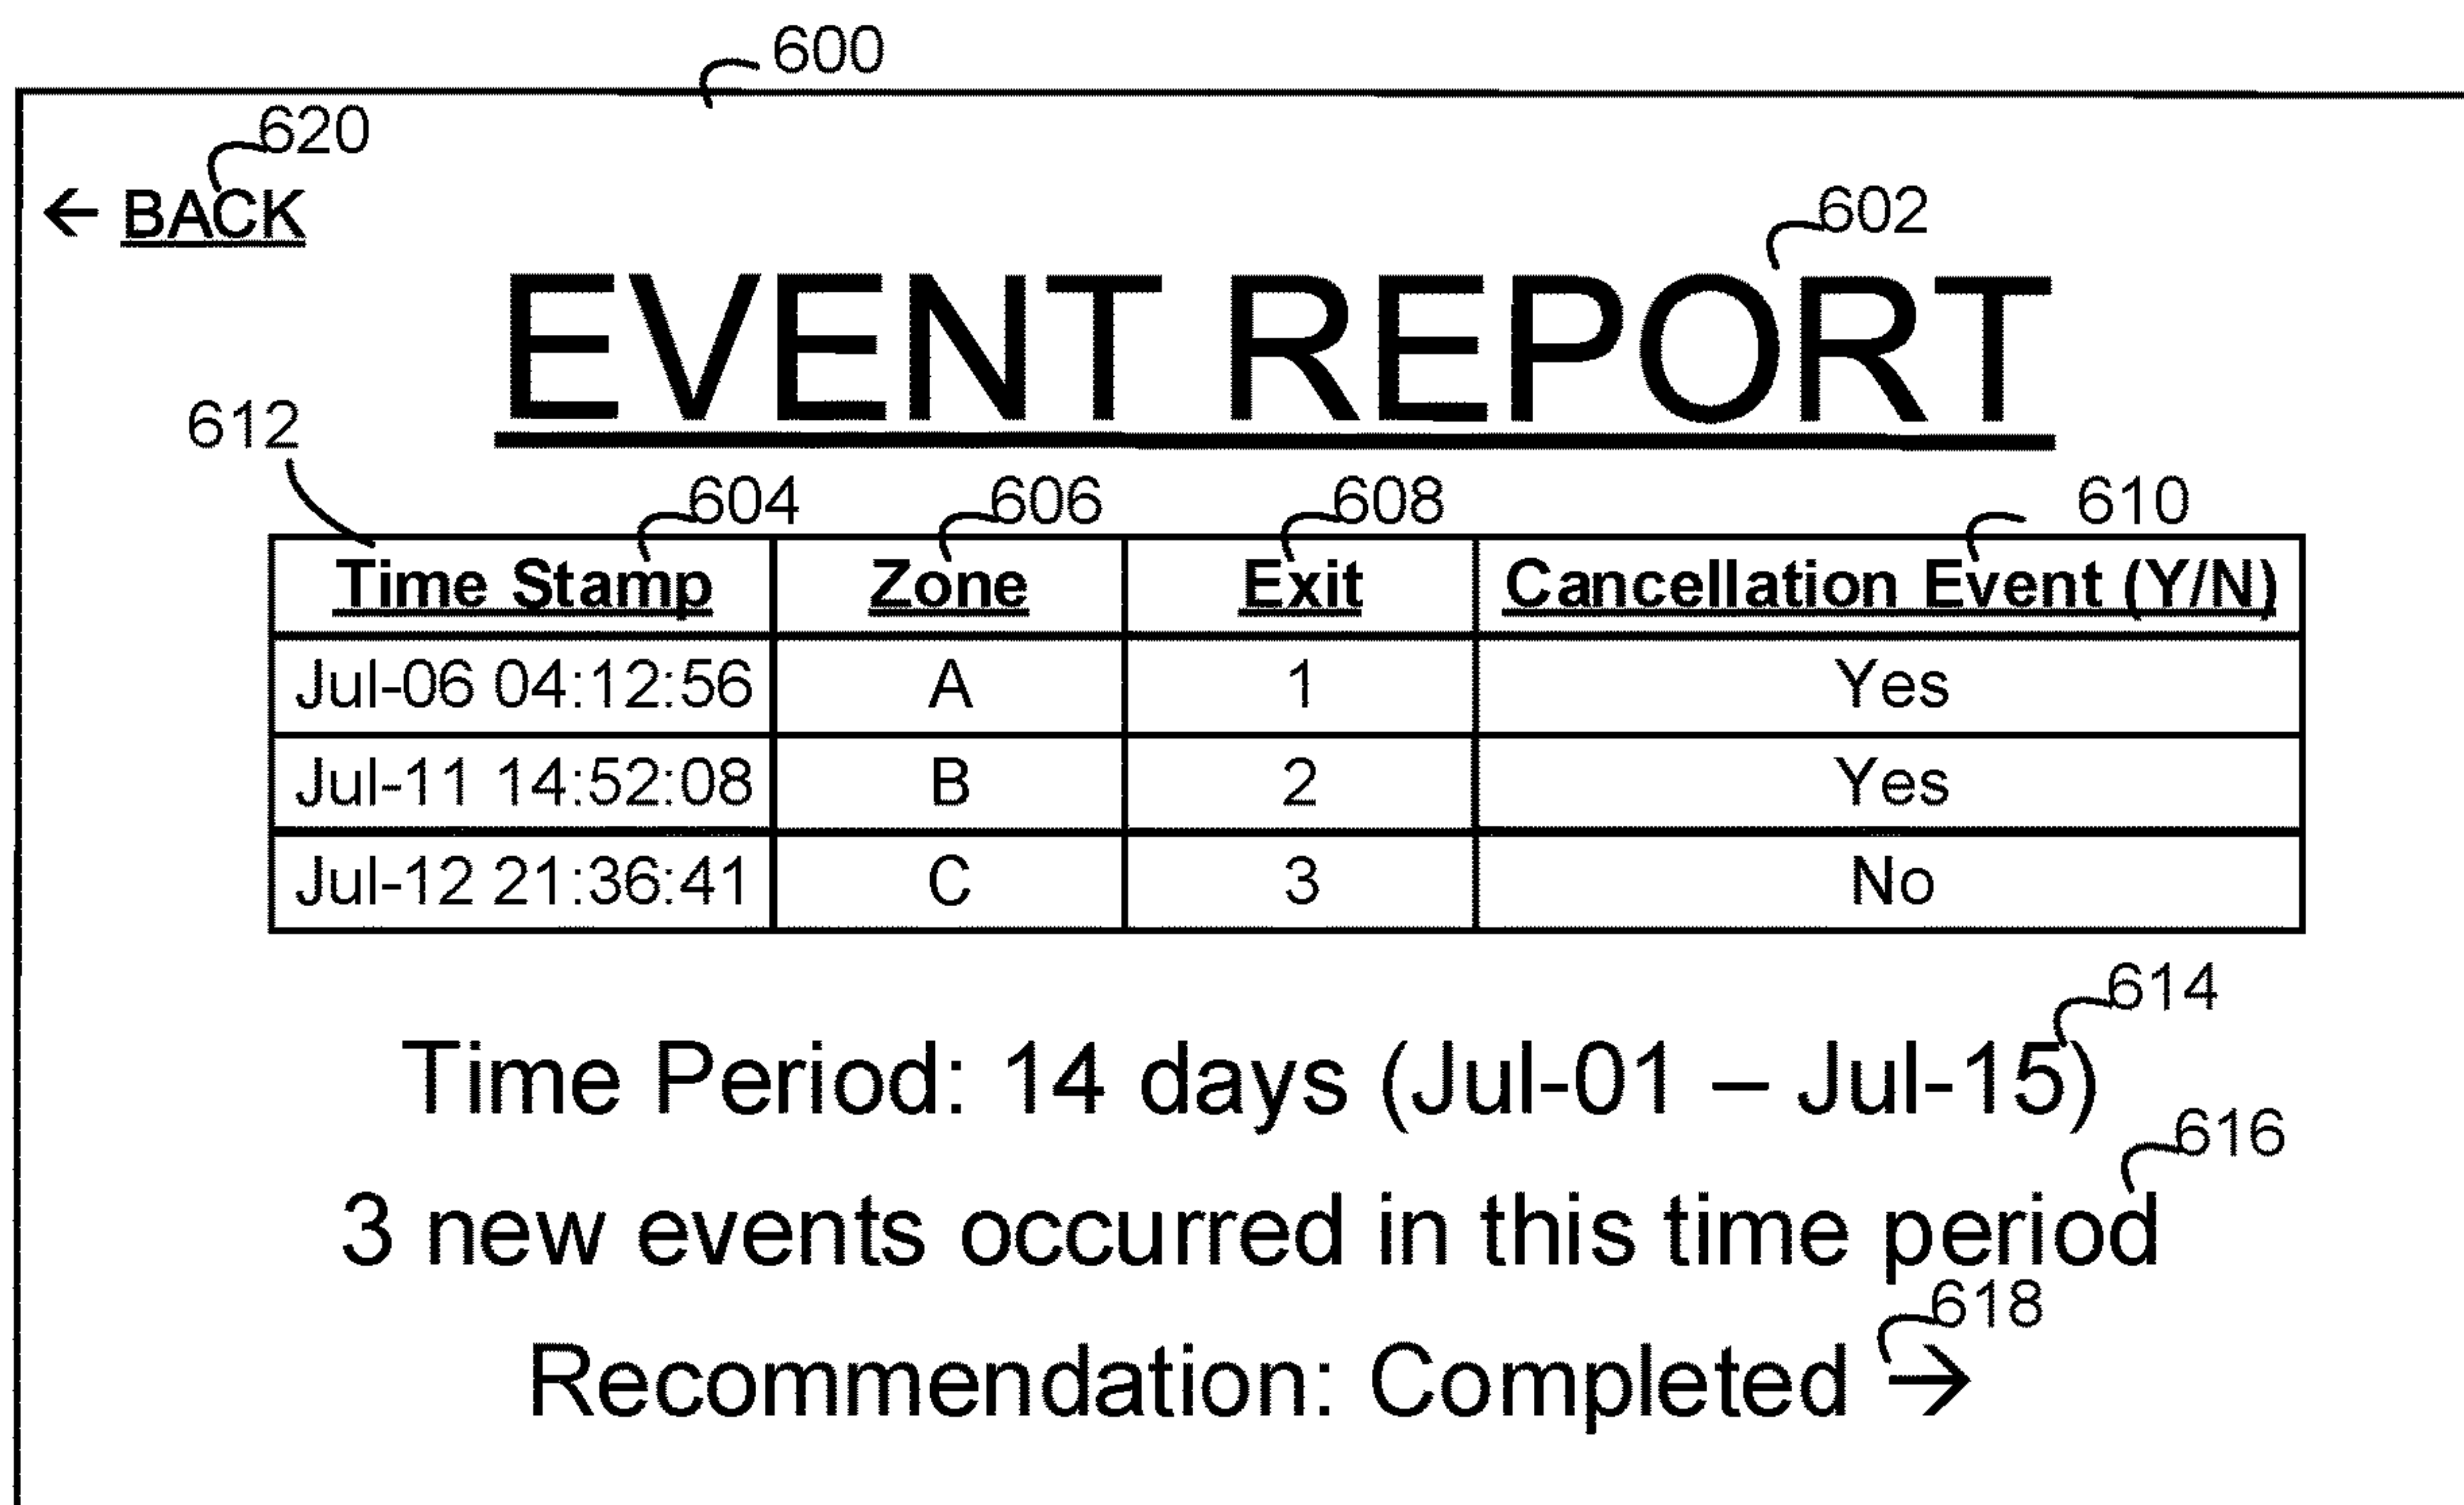 600
620
← BACK
602
EVENT REPORT
612
604 606 608 610
Time Stamp Zone Exit Cancellation Event (Y/N)
Jul-06 04:12:56 A 1 Yes
Jul-11 14:52:08 B 2 Yes
Jul-12 21:36:41 C 3 No
614
Time Period: 14 days (Jul-01 – Jul-15)
616
3 new events occurred in this time period
618
Recommendation: Completed →